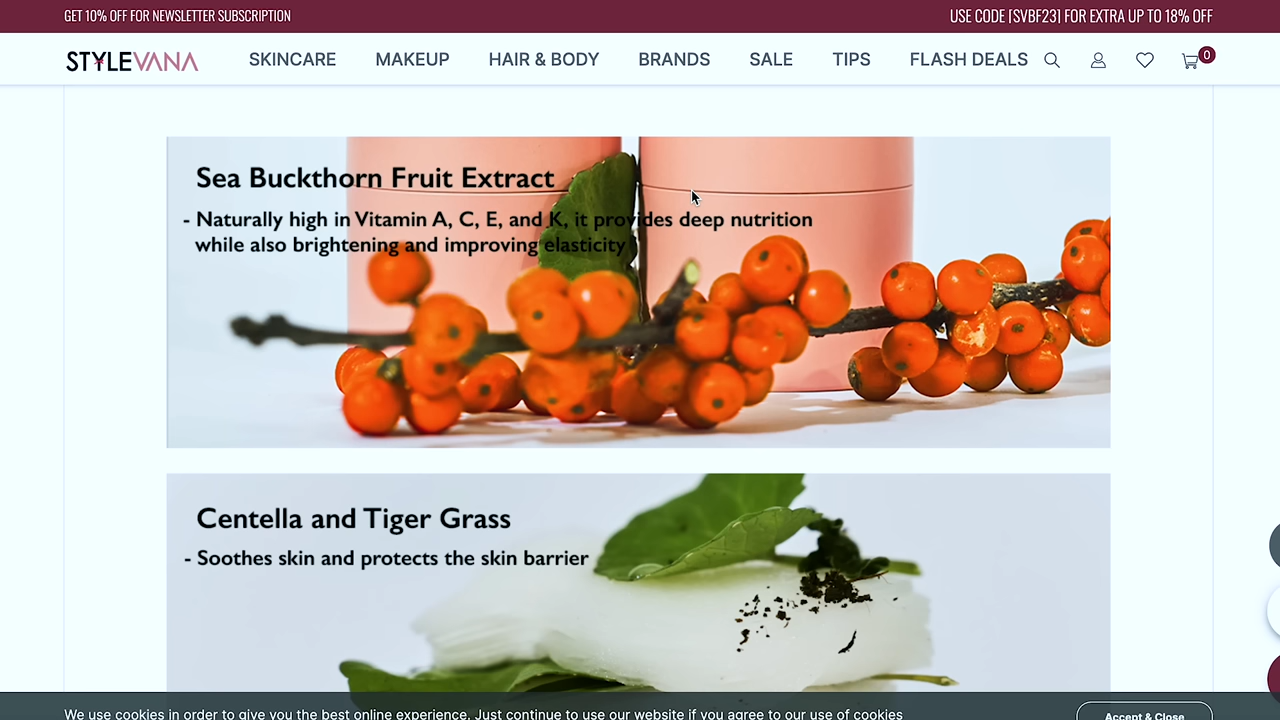 GET 10% OFF FOR NEWSLETTER SUBSCRIPTION
USE CODE [SVBF23] FOR EXTRA UP TO 18% OFF
STYLEVANA
SKINCARE MAKEUP HAIR & BODY BRANDS SALE TIPS FLASH DEALS
0
Sea Buckthorn Fruit Extract
- Naturally high in Vitamin A, C, E, and K, it provides deep nutrition
while also brightening and improving elasticity
Centella and Tiger Grass
- Soothes skin and protects the skin barrier
We use cookies in order to give you the best online experience. Just continue to use our website if you agree to our use of cookies
Accept & Close